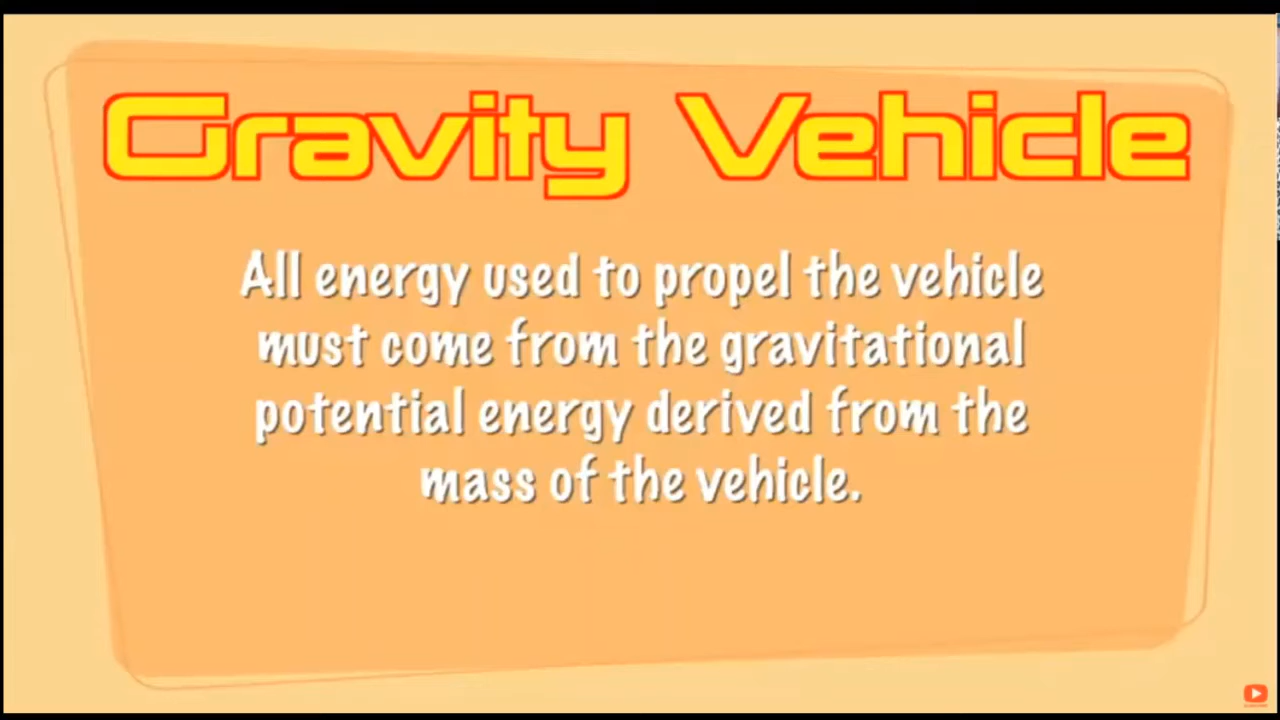 Gravity Vehicle
All energy used to propel the vehicle
must come from the gravitational
potential energy derived from the
mass of the vehicle.